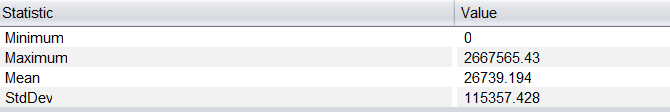 Statistic Value
Minimum 0
Maximum 2667565.43
Mean 26739.194
StdDev 115357.428